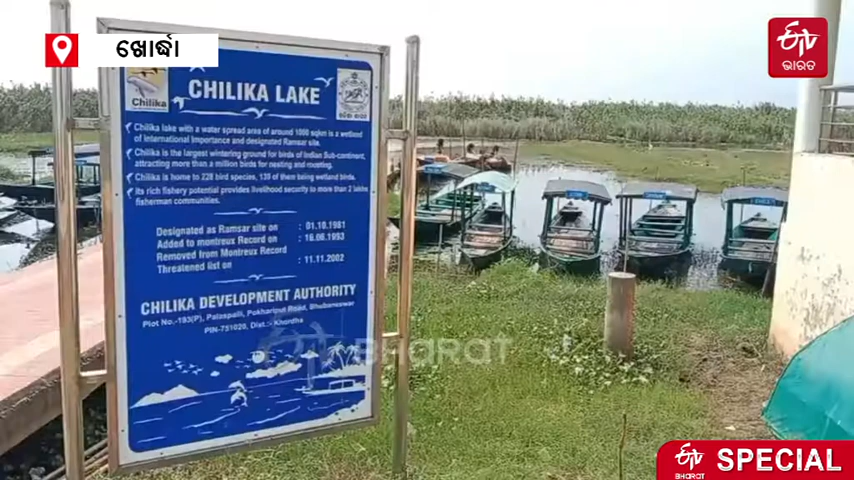 ଖୋର୍ଦ୍ଧା
ETV
ଭାରତ
Chilika
CHILIKA LAKE
Chilika lake with a water spread area of around 1000 sqkm is a wetland
of International Importance and designated Ramsar site.
Chilika is the largest wintering ground for birds of Indian Sub-continent,
attracting more than a million birds for nesting and roosting.
Chilika is home to 228 bird species, 139 of them being wetland birds.
Its rich fishery potential provides livelihood security to more than 2 lakhs
fisherman communities.
Designated as Ramsar site on : 01.10.1981
Added to montreux Record on : 16.06.1993
Removed from Montreux Record
Threatened list on : 11.11.2002
CHILIKA DEVELOPMENT AUTHORITY
Plot No.-193(P), Palaspalli, Pokhariput Road, Bhubaneswar
PIN-751020, Dist.- Khordha
ETV BHARAT
ETV
BHARAT
SPECIAL